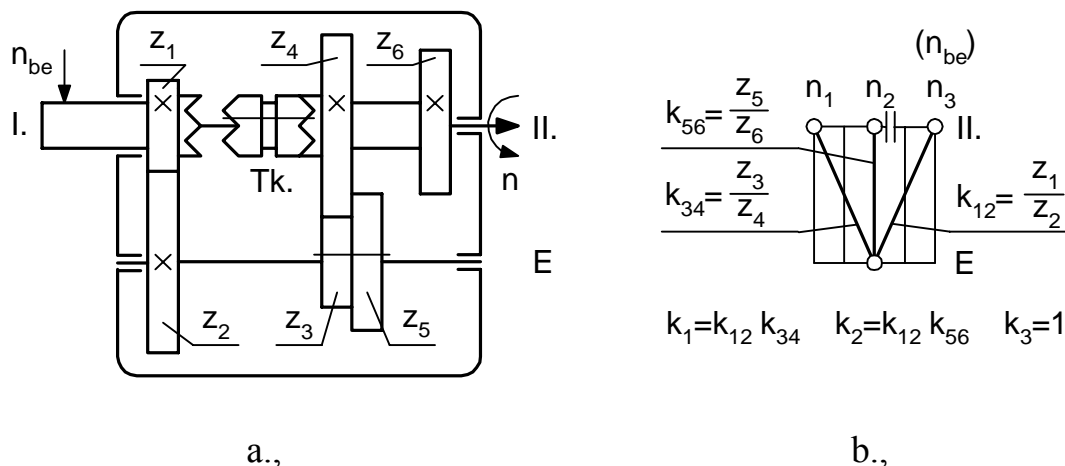 n_be
z_1
z_4
z_6
I.
II.
Tk.
n
E
z_2
z_3
z_5
a.,
(n_be)
n_1 n_2 n_3
k_56= z_5/z_6
II.
k_34= z_3/z_4
k_12= z_1/z_2
E
k_1=k_12 k_34 k_2=k_12 k_56 k_3=1
b.,